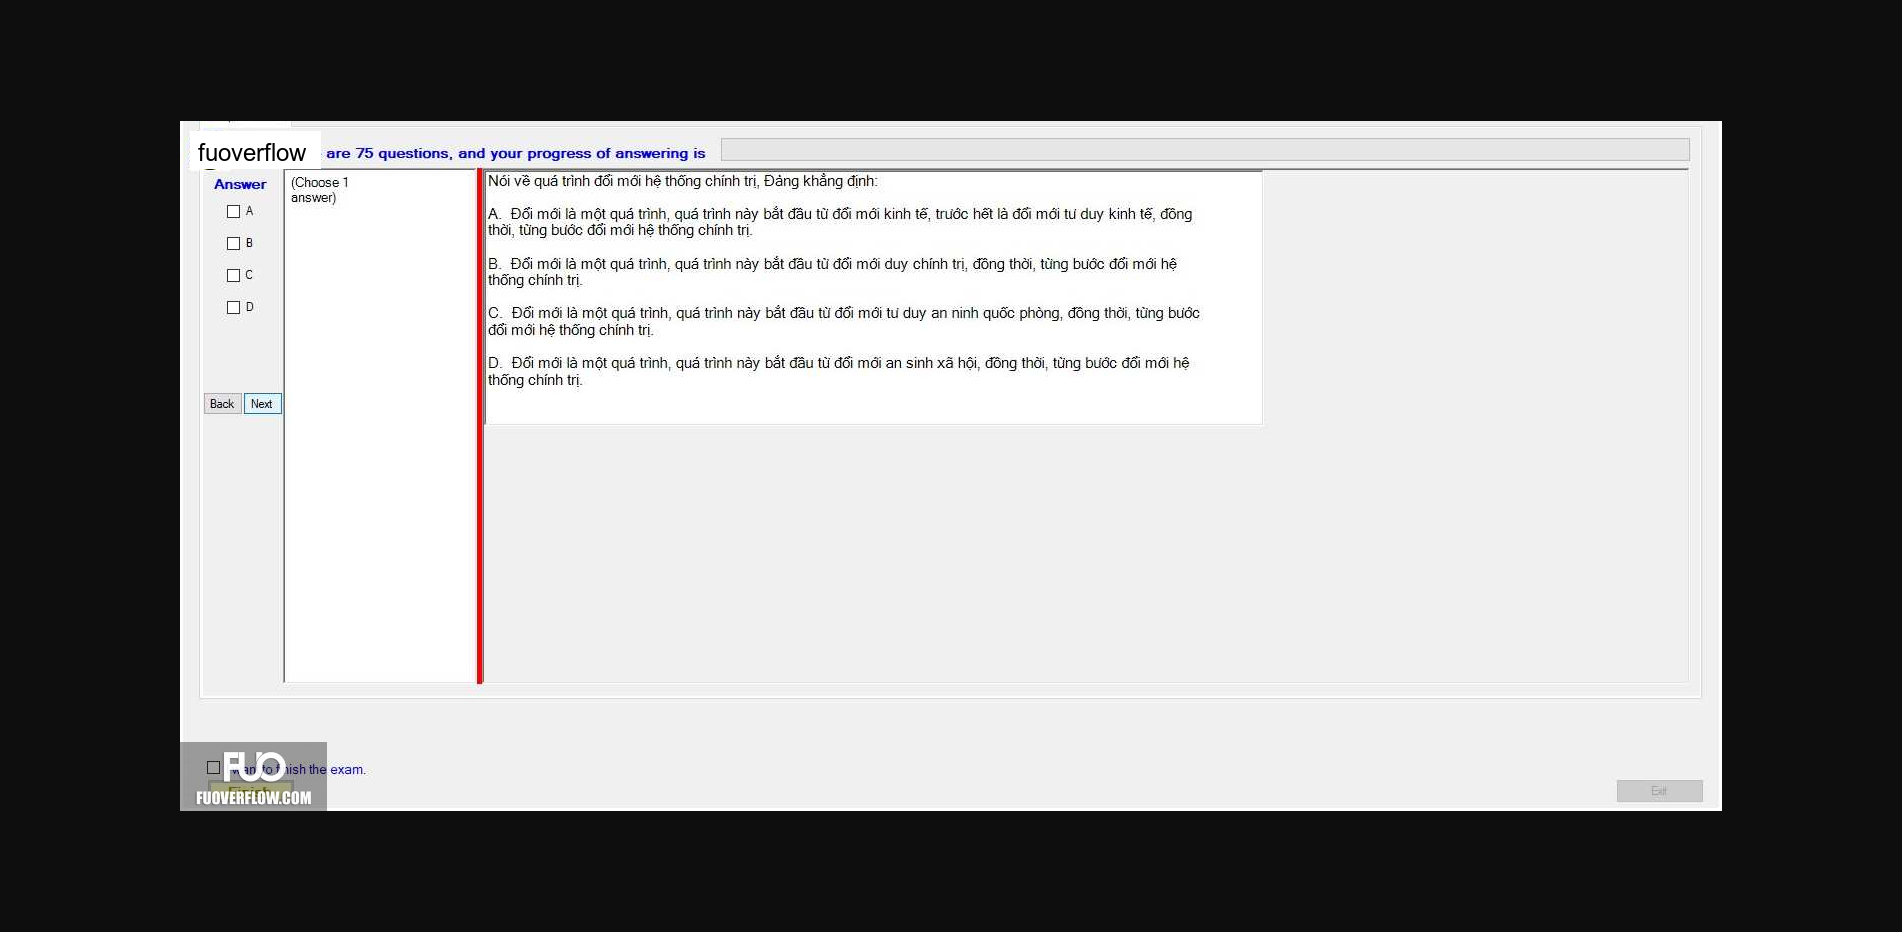 fuoverflow are 75 questions, and your progress of answering is
Answer
A
B
C
D
Back Next
(Choose 1
answer)
Nói về quá trình đổi mới hệ thống chính trị, Đảng khẳng định:
A. Đổi mới là một quá trình, quá trình này bắt đầu từ đổi mới kinh tế, trước hết là đổi mới tư duy kinh tế, đồng
thời, từng bước đổi mới hệ thống chính trị.
B. Đổi mới là một quá trình, quá trình này bắt đầu từ đổi mới duy chính trị, đồng thời, từng bước đổi mới hệ
thống chính trị.
C. Đổi mới là một quá trình, quá trình này bắt đầu từ đổi mới tư duy an ninh quốc phòng, đồng thời, từng bước
đổi mới hệ thống chính trị.
D. Đổi mới là một quá trình, quá trình này bắt đầu từ đổi mới an sinh xã hội, đồng thời, từng bước đổi mới hệ
thống chính trị.
FUO
want to finish the exam.
Finish
FUOVERFLOW.COM
Exit